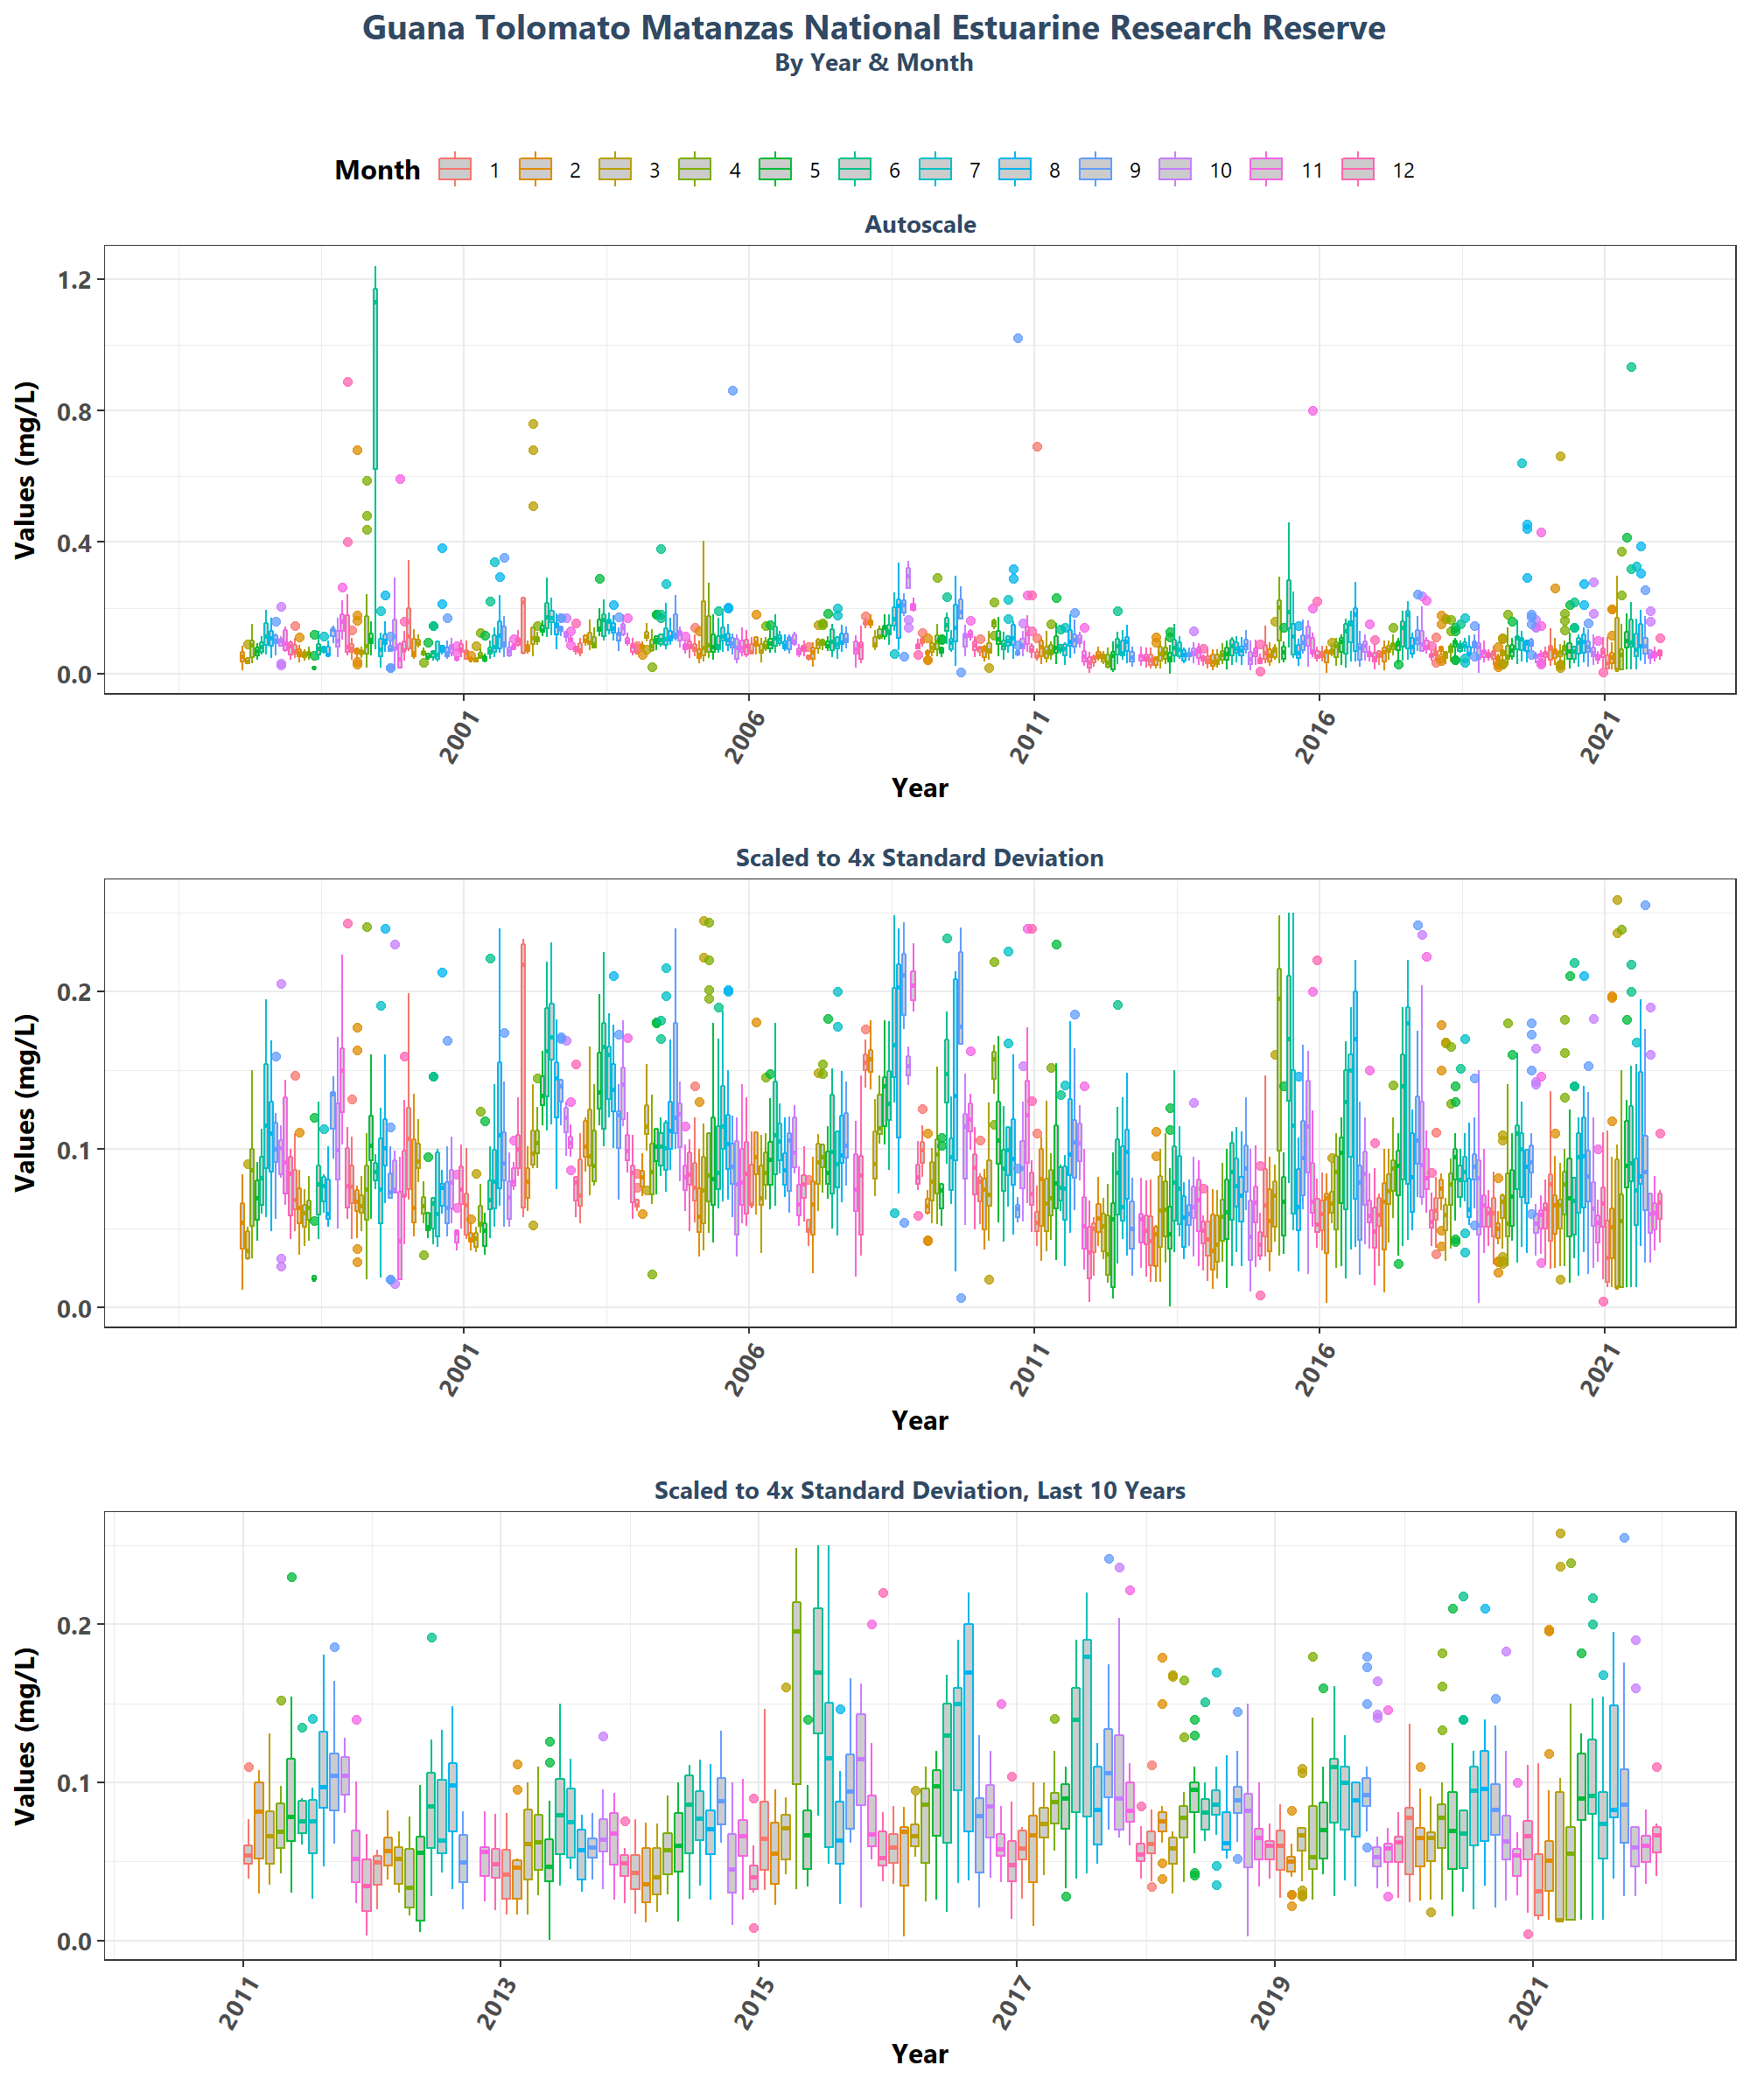 Guana Tolomato Matanzas National Estuarine Research Reserve
By Year & Month
Month 1 2 3 4 5 6 7 8 9 10 11 12
Autoscale
Values (mg/L)
1.2
0.8
0.4
0.0
2001 2006 2011 2016 2021
Year
Scaled to 4x Standard Deviation
Values (mg/L)
0.2
0.1
0.0
2001 2006 2011 2016 2021
Year
Scaled to 4x Standard Deviation, Last 10 Years
Values (mg/L)
0.2
0.1
0.0
2011 2013 2015 2017 2019 2021
Year